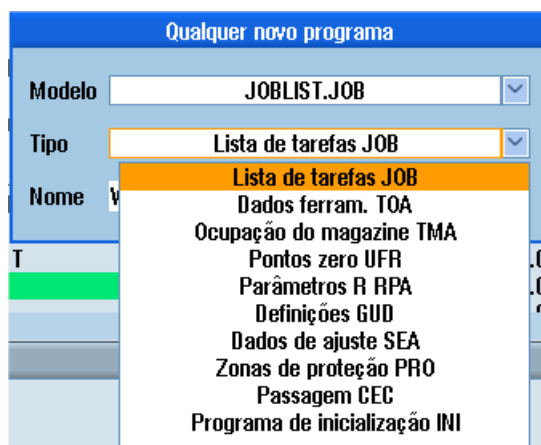 Qualquer novo programa
Modelo JOBLIST.JOB
Tipo Lista de tarefas JOB
Nome
Lista de tarefas JOB
Dados ferram. TOA
Ocupação do magazine TMA
Pontos zero UFR
Parâmetros R RPA
Definições GUD
Dados de ajuste SEA
Zonas de proteção PRO
Passagem CEC
Programa de inicialização INI
T